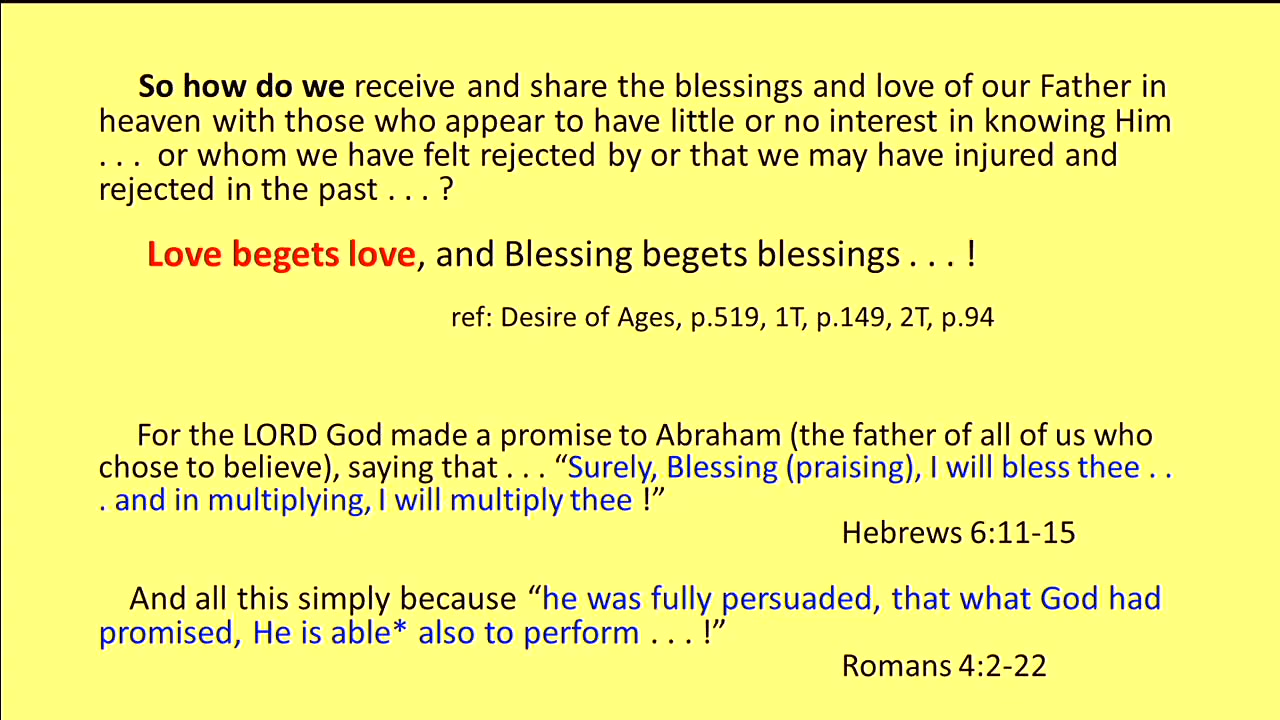 So how do we receive and share the blessings and love of our Father in
heaven with those who appear to have little or no interest in knowing Him
. . .  or whom we have felt rejected by or that we may have injured and
rejected in the past . . . ?
Love begets love, and Blessing begets blessings . . . !
ref: Desire of Ages, p.519, 1T, p.149, 2T, p.94
For the LORD God made a promise to Abraham (the father of all of us who
chose to believe), saying that . . . “Surely, Blessing (praising), I will bless thee . .
. and in multiplying, I will multiply thee !”
Hebrews 6:11-15
And all this simply because “he was fully persuaded, that what God had
promised, He is able* also to perform . . . !”
Romans 4:2-22